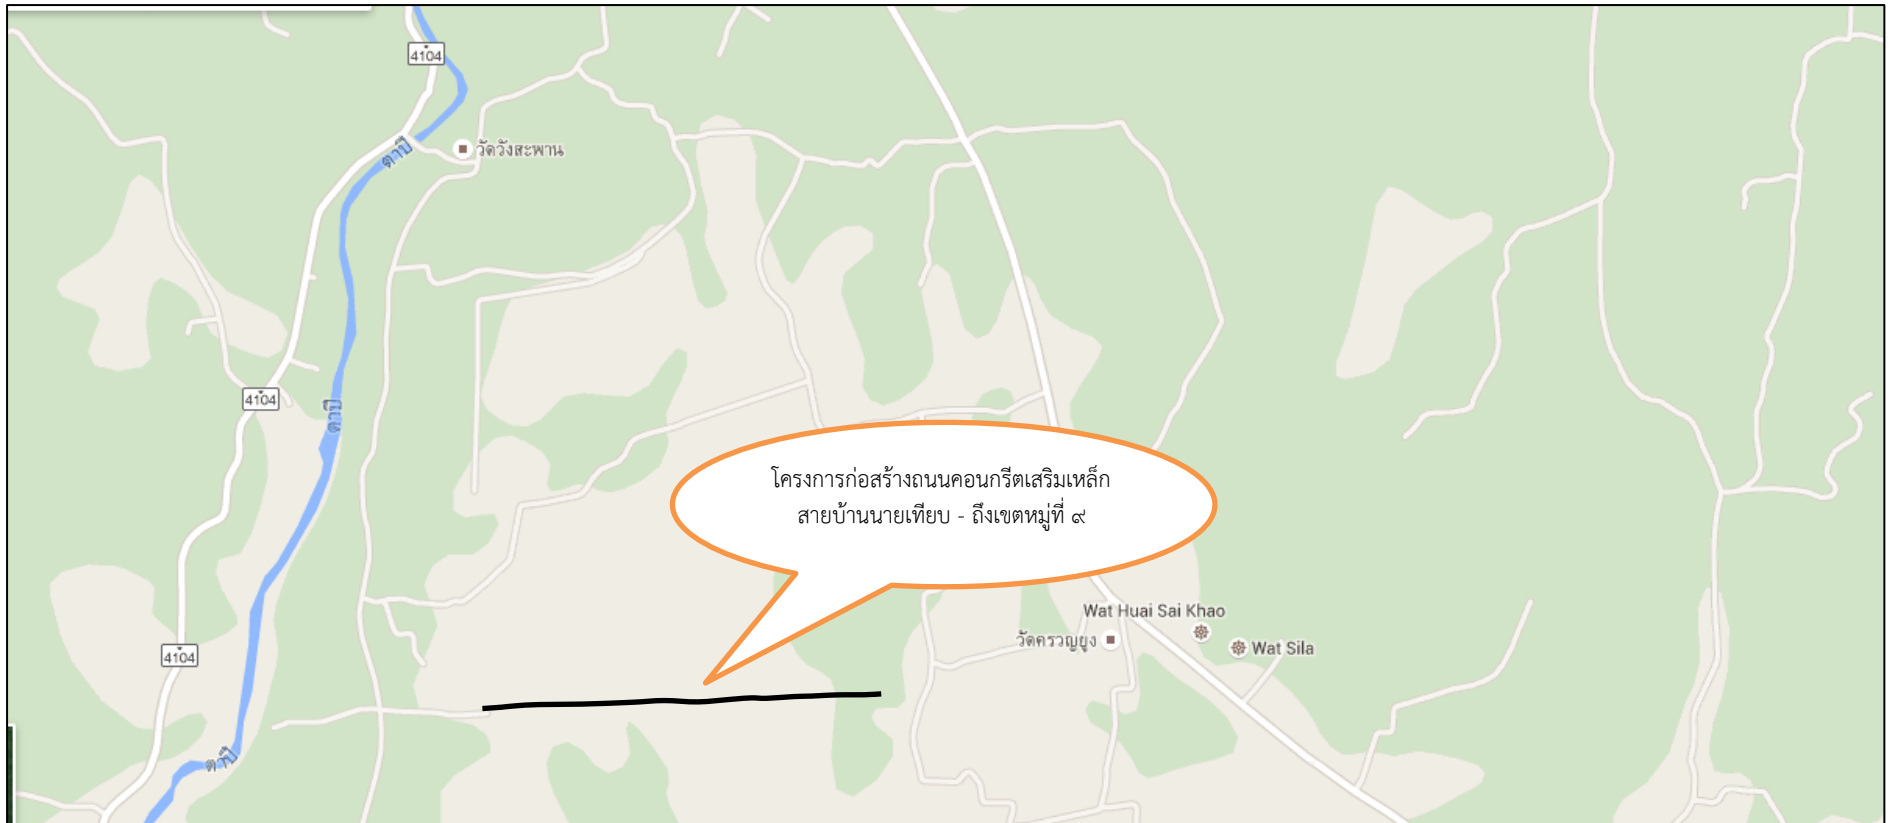 4104
ตาปี
วัดวังสะพาน
4104
ตาปี
โครงการก่อสร้างถนนคอนกรีตเสริมเหล็ก
สายบ้านนายเทียบ - ถึงเขตหมู่ที่ ๙
Wat Huai Sai Khao
วัดควนยูง
Wat Sila
4104
ตาปี